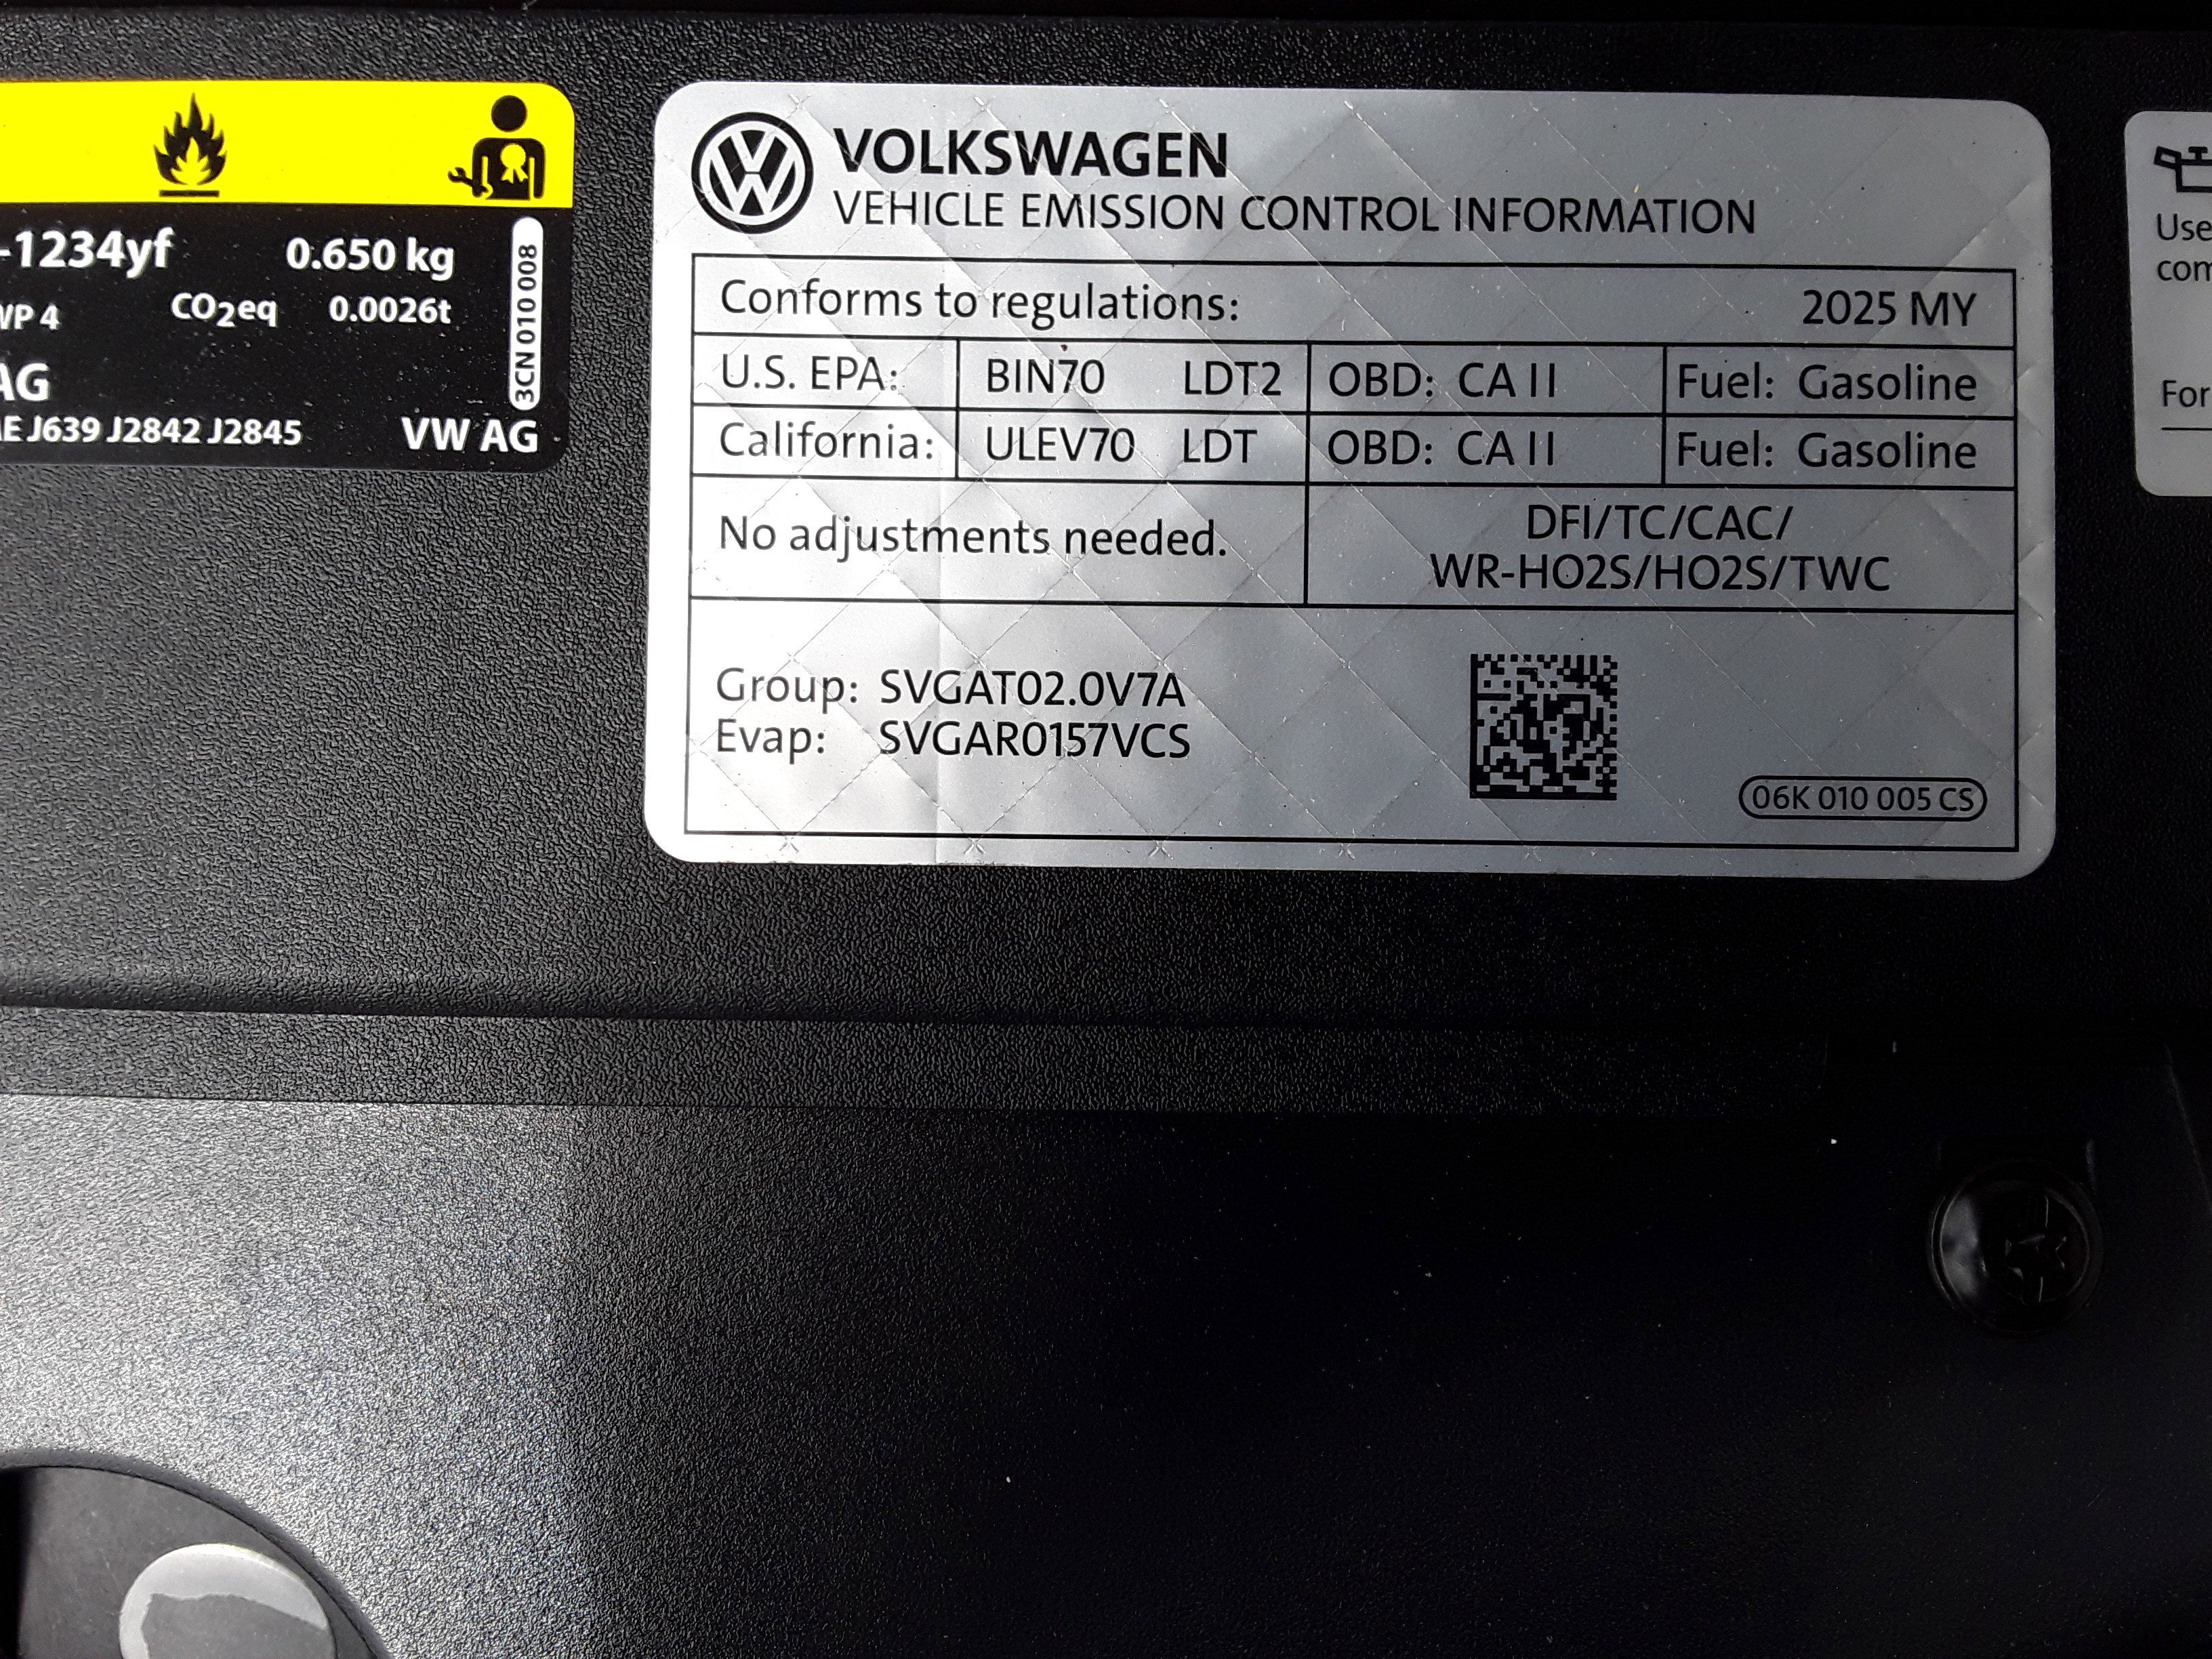 -1234yf 0.650 kg
WP 4 CO2eq 0.0026t
AG
AE J639 J2842 J2845 VW AG
3CN 010 008
VOLKSWAGEN
VEHICLE EMISSION CONTROL INFORMATION
Conforms to regulations: 2025 MY
U.S. EPA: BIN70 LDT2 OBD: CA II Fuel: Gasoline
California: ULEV70 LDT OBD: CA II Fuel: Gasoline
No adjustments needed.
DFI/TC/CAC/
WR-HO2S/HO2S/TWC
Group: SVGAT02.0V7A
Evap: SVGAR0157VCS
06K 010 005 CS
Use
com
For